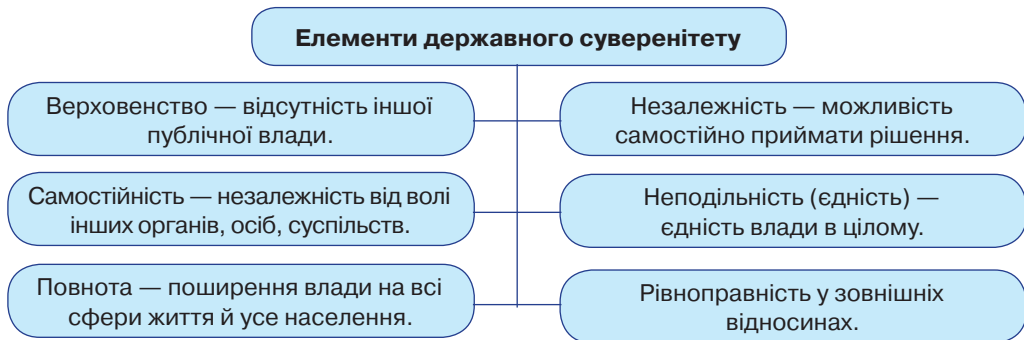 Елементи державного суверенітету
Верховенство — відсутність іншої
публічної влади.
Незалежність — можливість
самостійно приймати рішення.
Самостійність — незалежність від волі
інших органів, осіб, суспільств.
Неподільність (єдність) —
єдність влади в цілому.
Повнота — поширення влади на всі
сфери життя й усе населення.
Рівноправність у зовнішніх
відносинах.